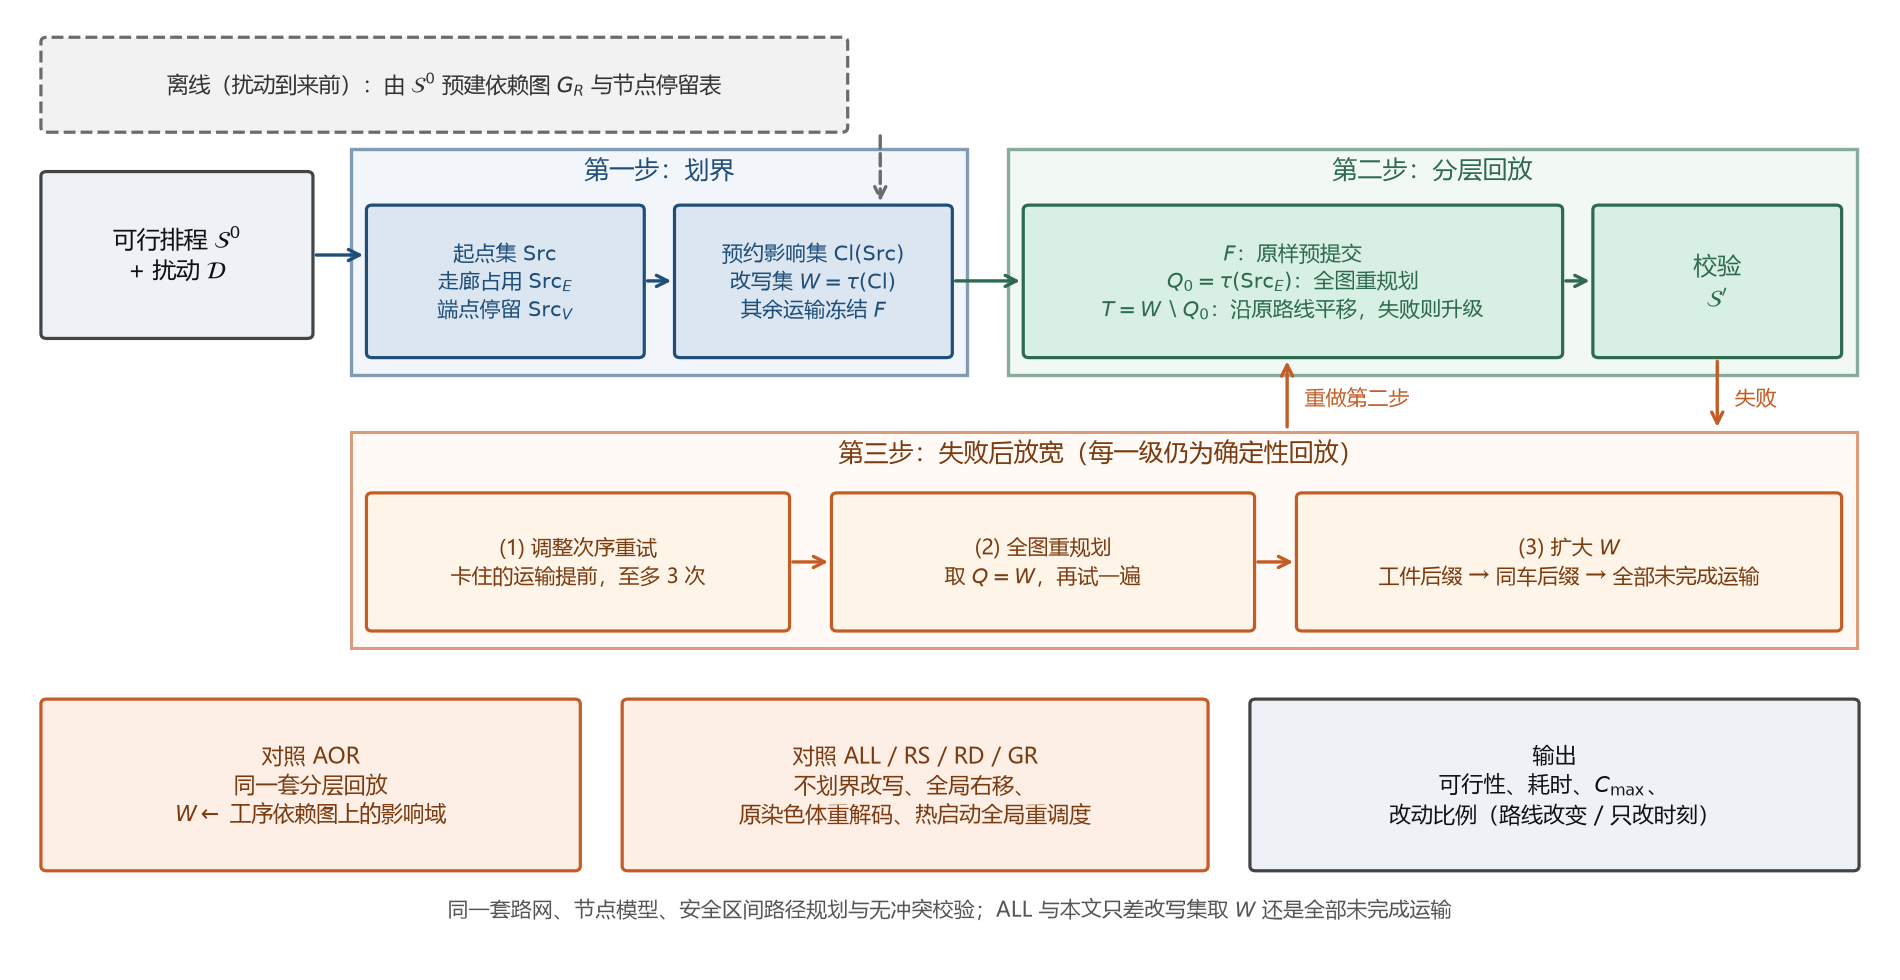 离线（扰动到来前）：由 𝒮⁰ 预建依赖图 G_R 与节点停留表
可行排程 𝒮⁰
+ 扰动 𝒟
第一步：划界
起点集 Src
走廊占用 Src_E
端点停留 Src_V
预约影响集 Cl(Src)
改写集 W = τ(Cl)
其余运输冻结 F
第二步：分层回放
F：原样预提交
Q₀ = τ(Src_E)：全图重规划
T = W \ Q₀：沿原路线平移，失败则升级
校验
𝒮′
重做第二步
失败
第三步：失败后放宽（每一级仍为确定性回放）
(1) 调整次序重试
卡住的运输提前，至多 3 次
(2) 全图重规划
取 Q = W，再试一遍
(3) 扩大 W
工件后缀 → 同车后缀 → 全部未完成运输
对照 AOR
同一套分层回放
W ← 工序依赖图上的影响域
对照 ALL / RS / RD / GR
不划界改写、全局右移、
原染色体重解码、热启动全局重调度
输出
可行性、耗时、C_max、
改动比例（路线改变 / 只改时刻）
同一套路网、节点模型、安全区间路径规划与无冲突校验；ALL 与本文只差改写集取 W 还是全部未完成运输